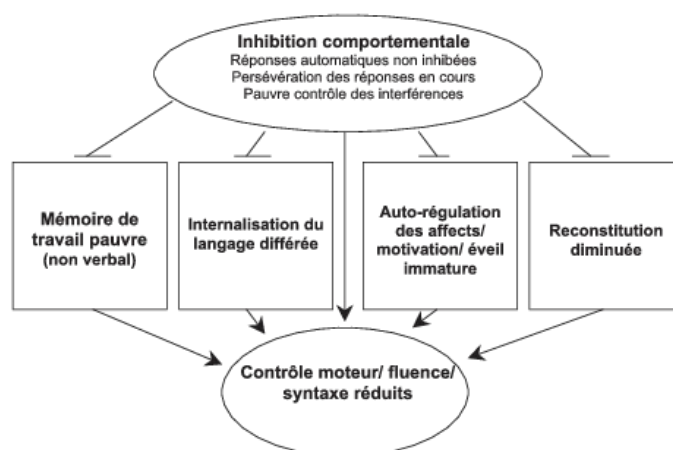 Inhibition comportementale
Réponses automatiques non inhibées
Persévération des réponses en cours
Pauvre contrôle des interférences
Mémoire de
travail pauvre
(non verbal)
Internalisation du
langage différée
Auto-régulation
des affects/
motivation/ éveil
immature
Reconstitution
diminuée
Contrôle moteur/ fluence/
syntaxe réduits